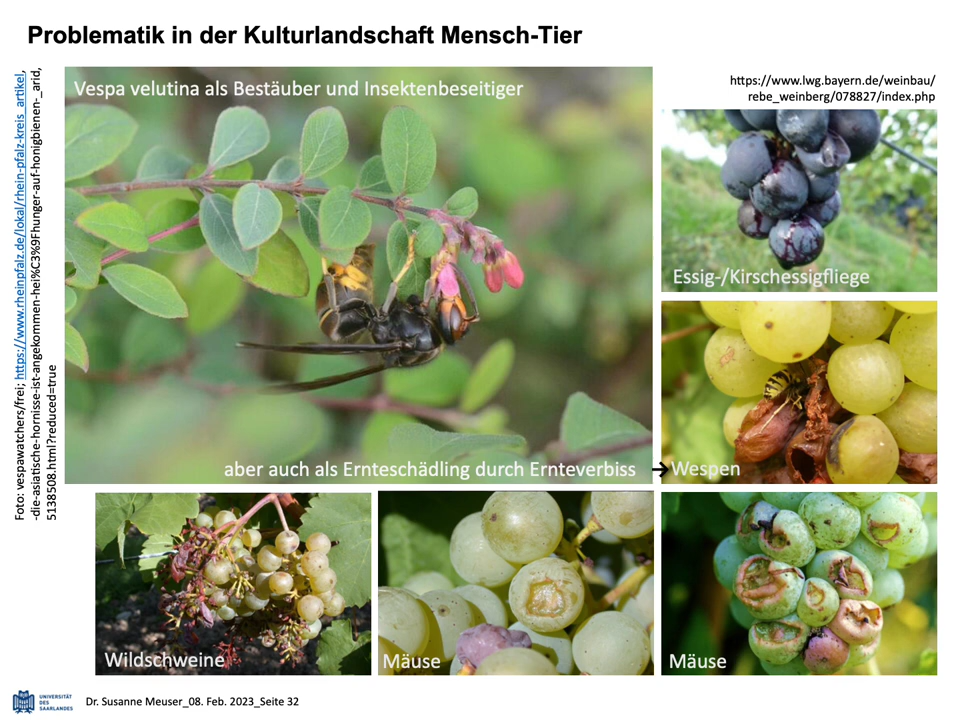 Problematik in der Kulturlandschaft Mensch-Tier
Foto: vespawatchers/frei; https://www.rheinpfalz.de/lokal/rhein-pfalz-kreis_artikel,
-die-asiatische-hornisse-ist-angekommen-hei%C3%9Fhunger-auf-honigbienen-_arid,
5138508.html?reduced=true
Vespa velutina als Bestäuber und Insektenbeseitiger
https://www.lwg.bayern.de/weinbau/
rebe_weinberg/078827/index.php
Essig-/Kirschessigfliege
aber auch als Ernteschädling durch Ernteverbiss
→Wespen
Wildschweine
Mäuse
Mäuse
UNIVERSITÄT
DES
SAARLANDES
Dr. Susanne Meuser_08. Feb. 2023_Seite 32